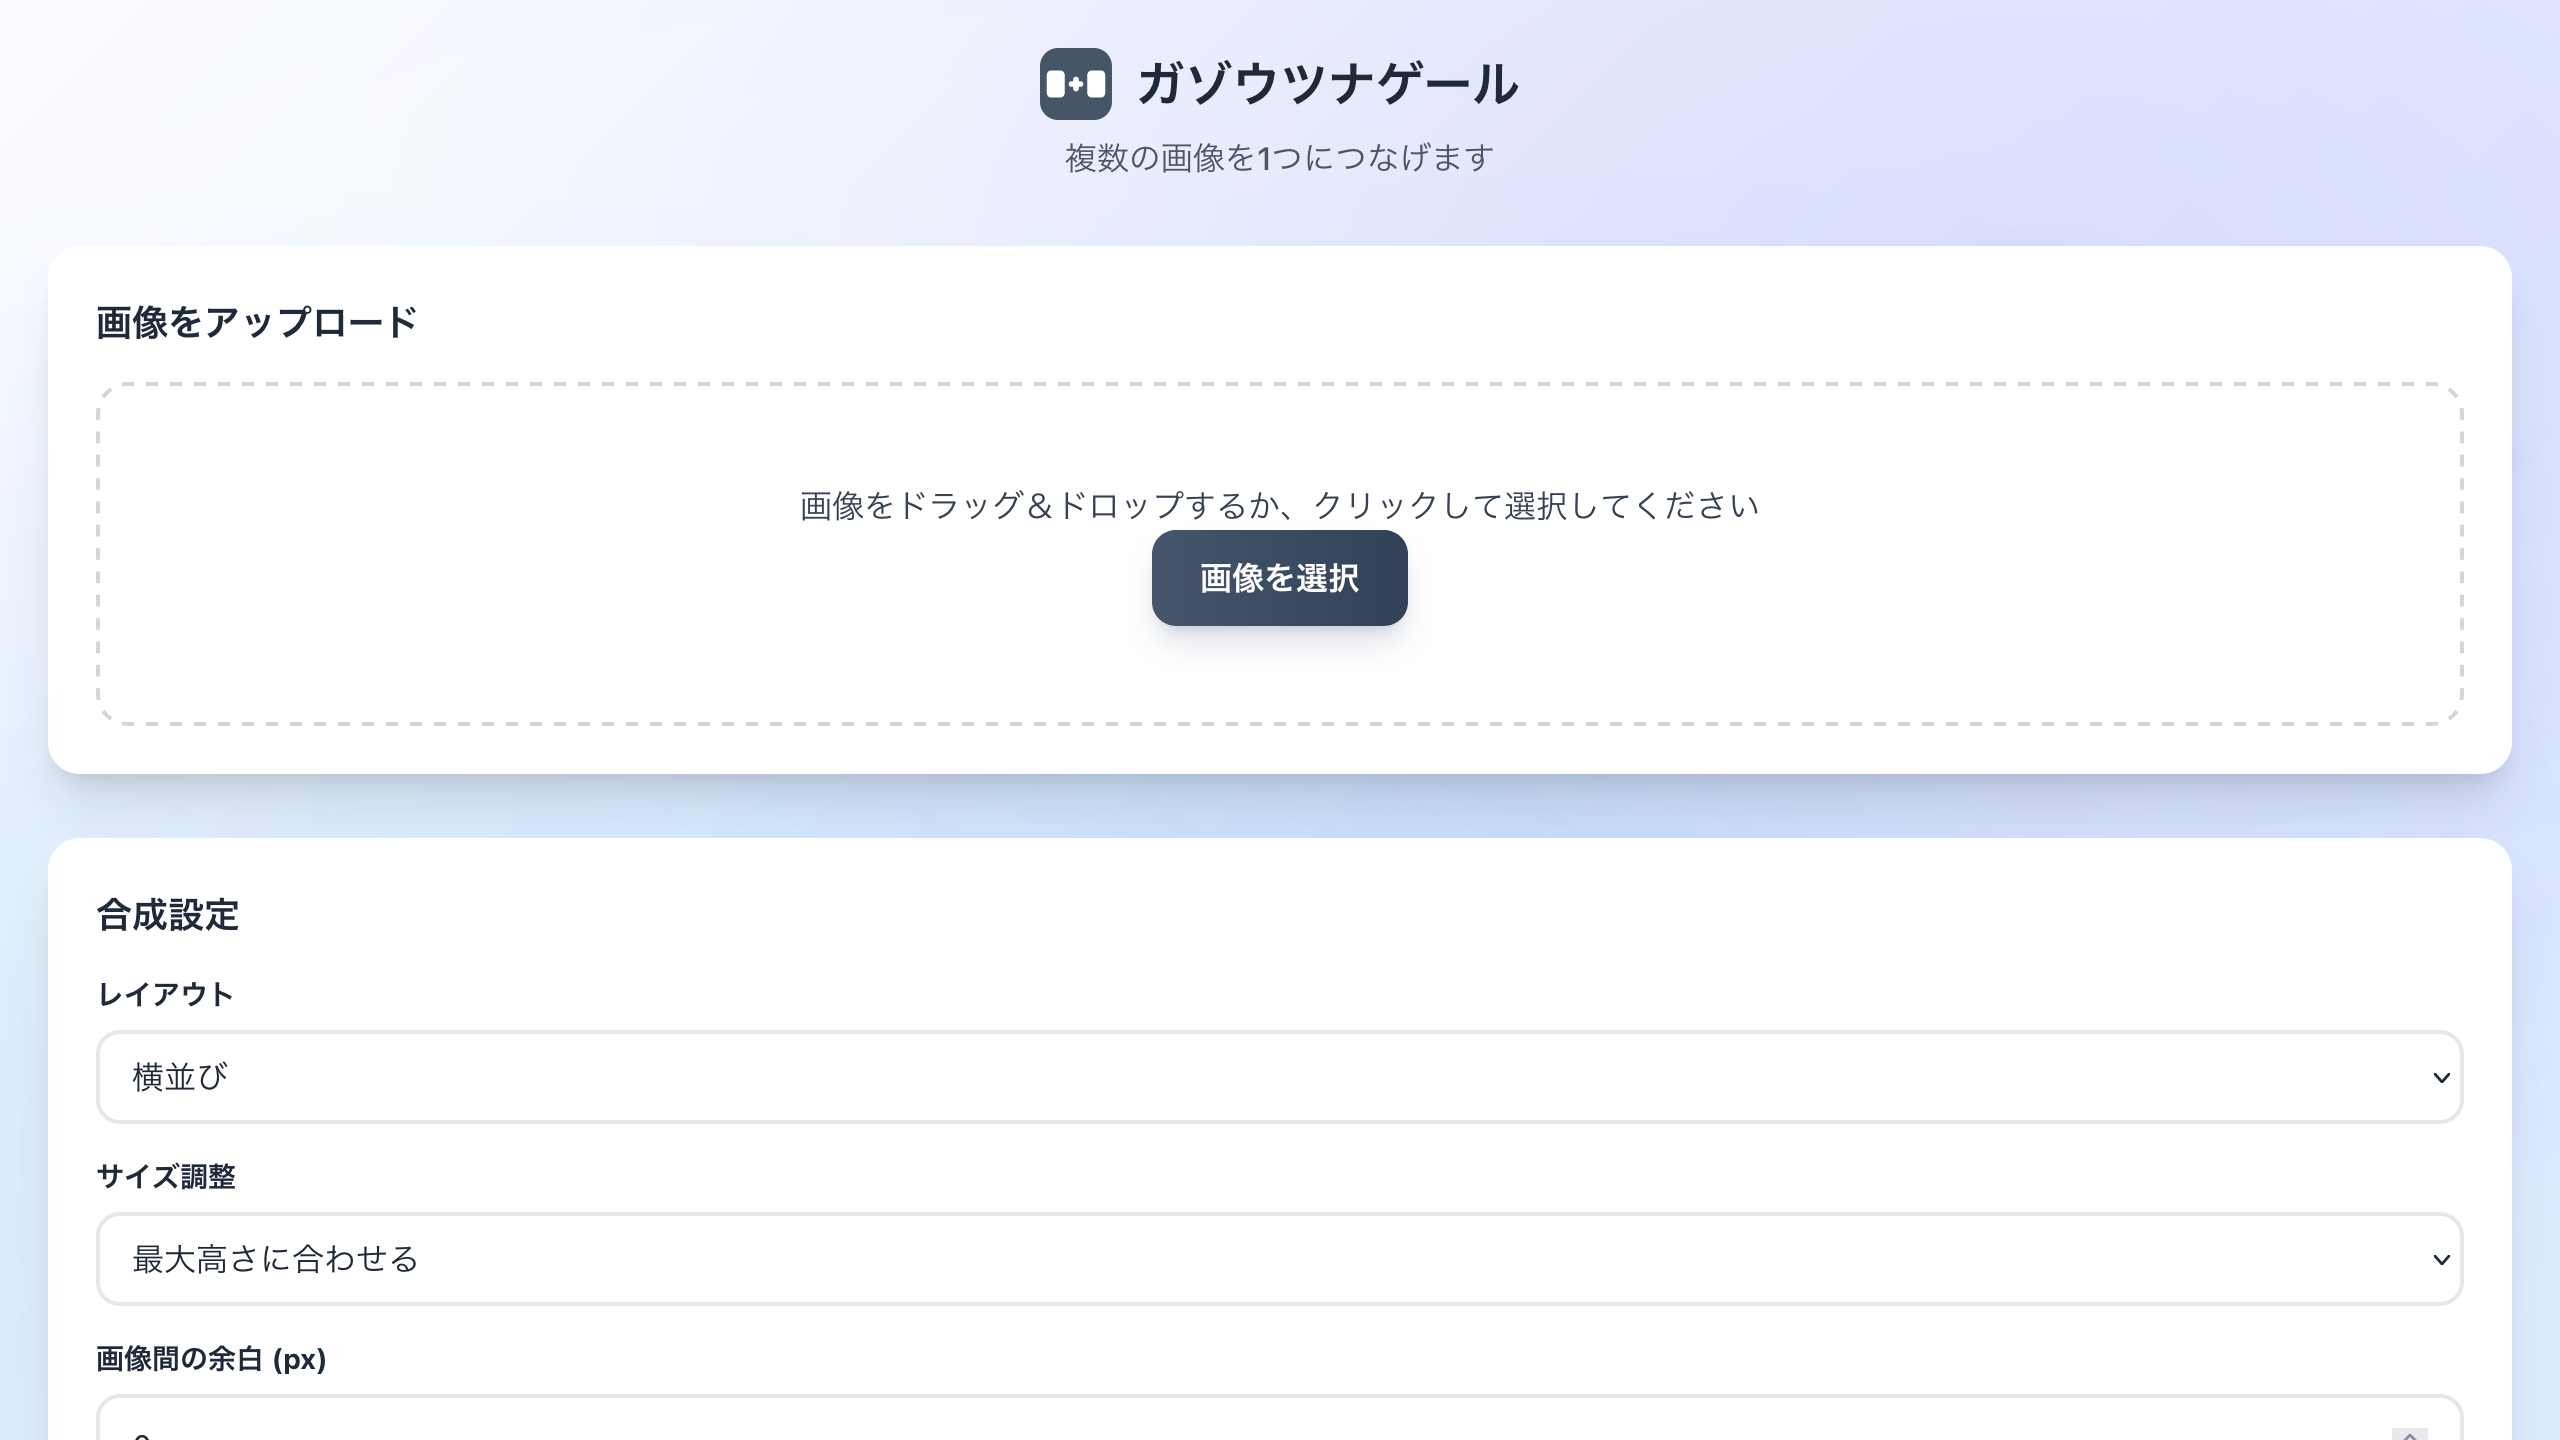 ガゾウツナゲール
複数の画像を1つにつなげます
画像をアップロード
画像をドラッグ＆ドロップするか、クリックして選択してください
画像を選択
合成設定
レイアウト
横並び
サイズ調整
最大高さに合わせる
画像間の余白 (px)